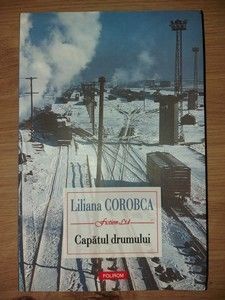 Liliana COROBCA
Fiction LTD
Capătul drumului
POLIROM